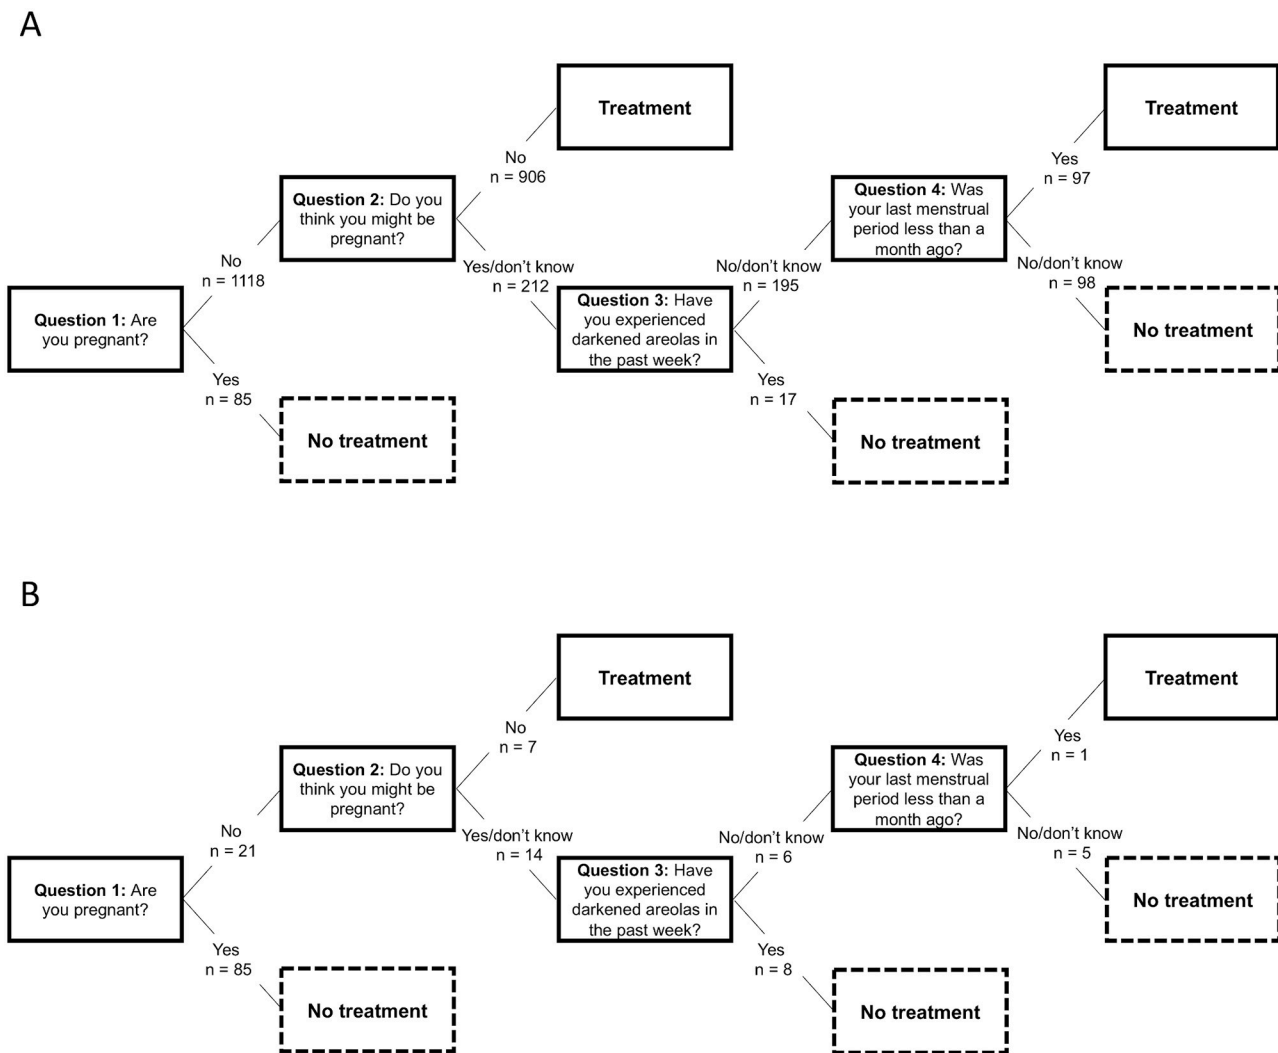 A
Treatment
Treatment
No
n = 906
Yes
n = 97
Question 2: Do you
think you might be
pregnant?
Question 4: Was
your last menstrual
period less than a
month ago?
No
n = 1118
Yes/don't know
n = 212
No/don't know
n = 195
No/don't know
n = 98
Question 1: Are
you pregnant?
Question 3: Have
you experienced
darkened areolas in
the past week?
No treatment
Yes
n = 85
Yes
n = 17
No treatment
No treatment
B
Treatment
Treatment
No
n = 7
Yes
n = 1
Question 2: Do you
think you might be
pregnant?
Question 4: Was
your last menstrual
period less than a
month ago?
No
n = 21
Yes/don't know
n = 14
No/don't know
n = 6
No/don't know
n = 5
Question 1: Are
you pregnant?
Question 3: Have
you experienced
darkened areolas in
the past week?
No treatment
Yes
n = 85
Yes
n = 8
No treatment
No treatment